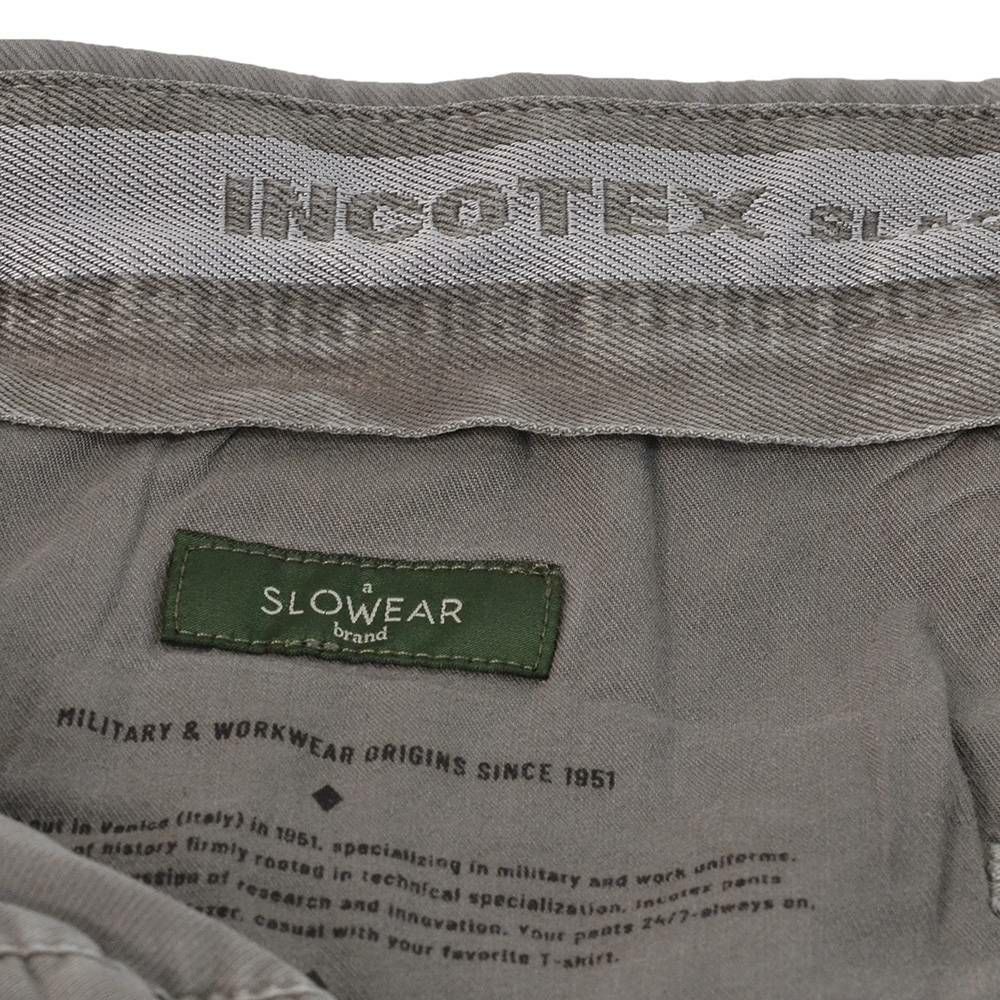 INCOTEX SLAC
a
SLOWEAR
brand
MILITARY & WORKWEAR ORIGINS SINCE 1951
out in Venice (Italy) in 1951, specializing in military and work uniforms.
of history firmly rooted in technical specialization, Incotex pants
of research and innovation. Your pants 24/7-always on,
casual with your favorite T-shirt.